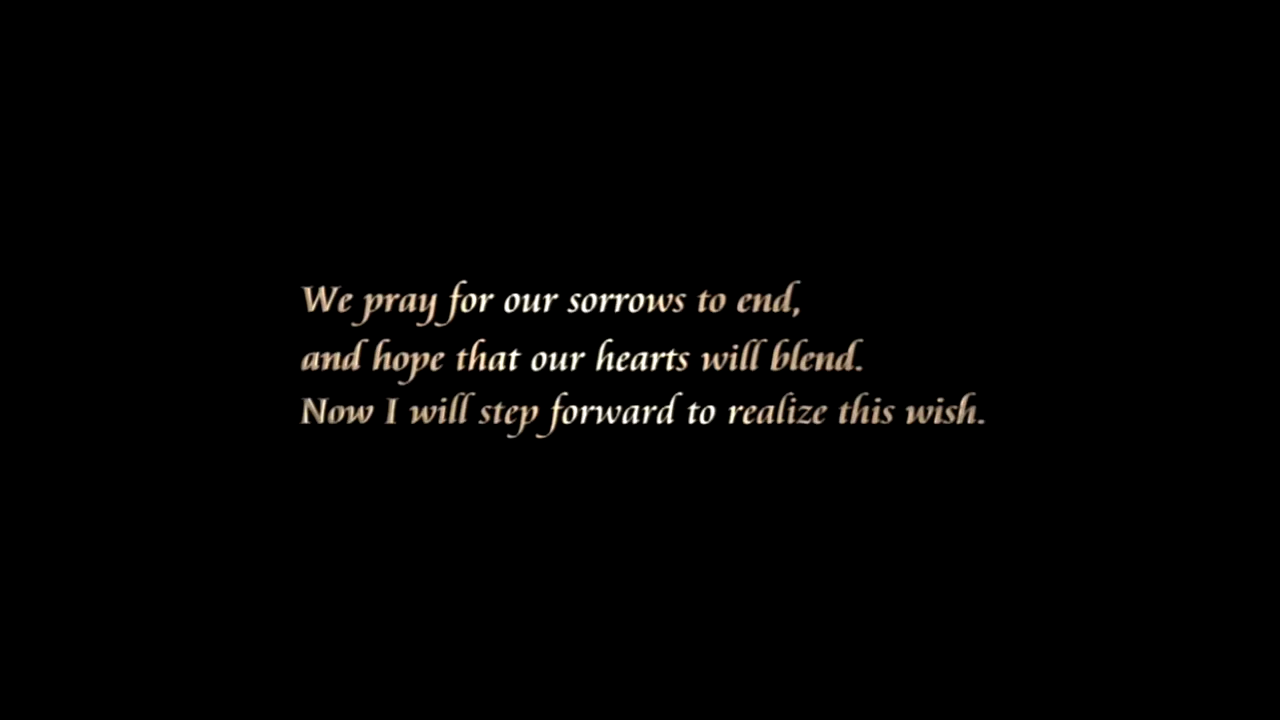 We pray for our sorrows to end,
and hope that our hearts will blend.
Now I will step forward to realize this wish.